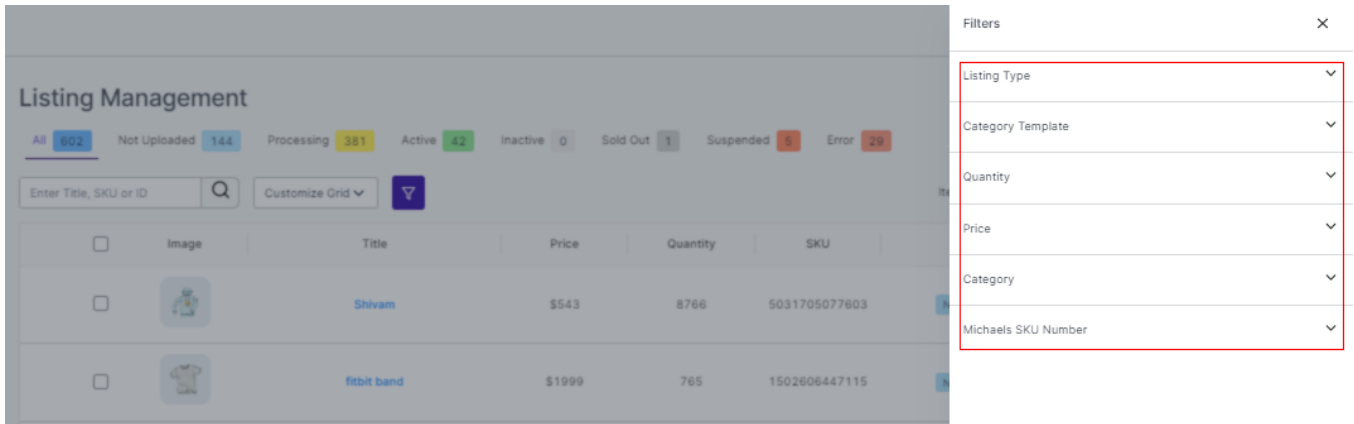 Filters
Listing Type
Category Template
Quantity
Price
Category
Michaels SKU Number
Listing Management
All 602 Not Uploaded 144 Processing 381 Active 42 Inactive 0 Sold Out 1 Suspended 5 Error 29
Enter Title, SKU or ID Customize Grid
Image Title Price Quantity SKU
Shivam $543 8766 5031705077603
fitbit band $1999 765 1502606447115